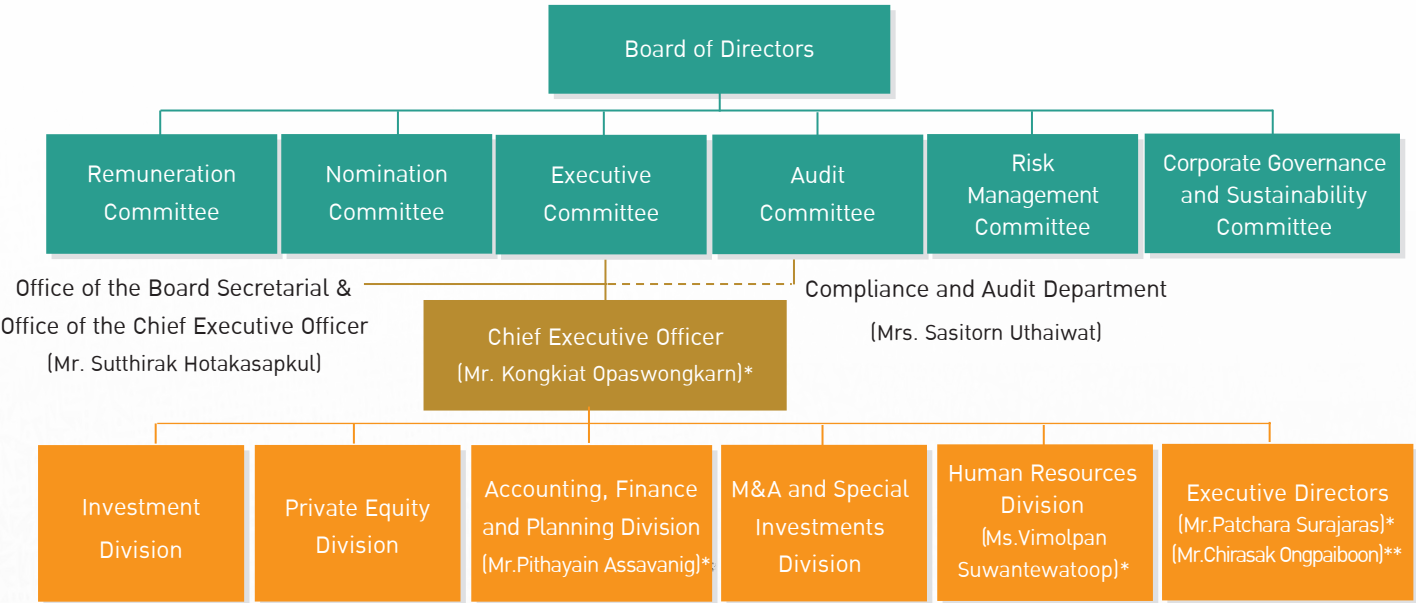 Board of Directors
Remuneration
Committee
Nomination
Committee
Executive
Committee
Audit
Committee
Risk
Management
Committee
Corporate Governance
and Sustainability
Committee
Office of the Board Secretarial &
Office of the Chief Executive Officer
(Mr. Sutthirak Hotakasapkul)
Compliance and Audit Department
(Mrs. Sasitorn Uthaiwat)
Chief Executive Officer
(Mr. Kongkiat Opaswongkarn)*
Investment
Division
Private Equity
Division
Accounting, Finance
and Planning Division
(Mr.Pithayain Assavanig)*
M&A and Special
Investments
Division
Human Resources
Division
(Ms.Vimolpan
Suwantewatoop)*
Executive Directors
(Mr.Patchara Surajaras)*
(Mr.Chirasak Ongpaiboon)**